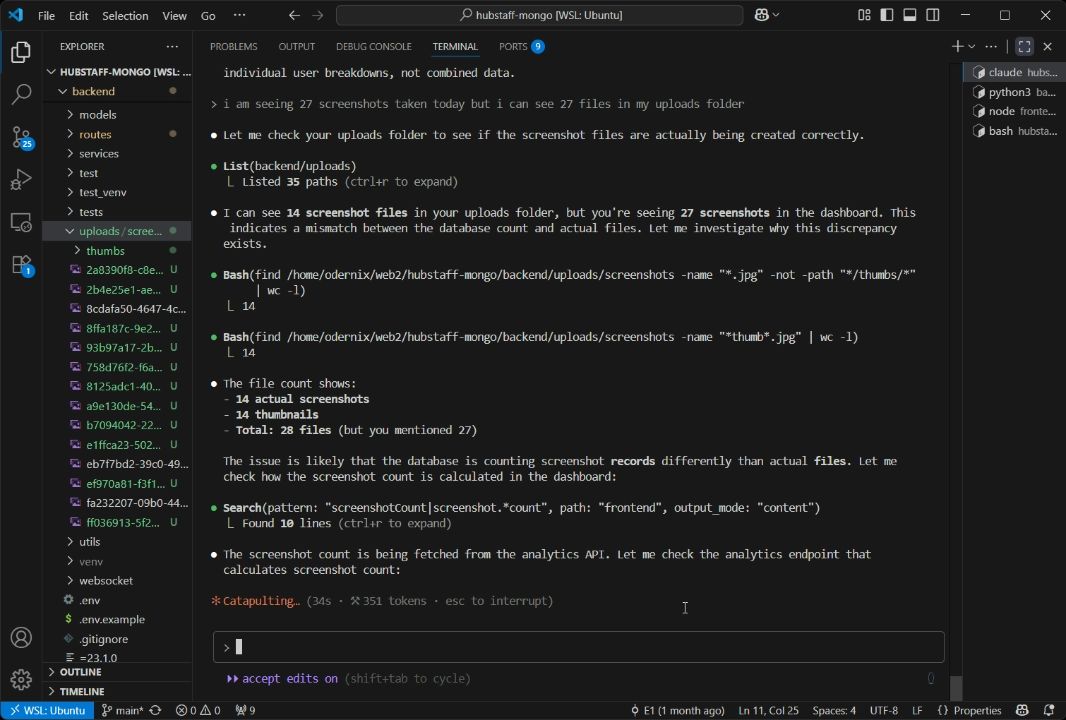 File Edit Selection View Go ··· hubstaff-mongo [WSL: Ubuntu]
EXPLORER ···
HUBSTAFF-MONGO [WSL: ...
backend
models
routes
services
test
test_venv
tests
uploads / scree...
thumbs
2a8390f8-c8e... U
2b4e25e1-ae... U
8cdafa50-4647-4c...
8ffa187c-9e2... U
93b97a17-2b... U
758d76f2-f6a... U
8125adc1-40... U
a9e130de-54... U
b7094042-22... U
e1ffca23-502... U
eb7f7bd2-39c0-49...
ef970a81-f3f1... U
fa232207-09b0-44...
ff036913-5f2... U
utils
venv
websocket
.env
$ .env.example
.gitignore
=23.1.0
OUTLINE
TIMELINE
25
1
PROBLEMS OUTPUT DEBUG CONSOLE TERMINAL PORTS 9
individual user breakdowns, not combined data.
> i am seeing 27 screenshots taken today but i can see 27 files in my uploads folder
● Let me check your uploads folder to see if the screenshot files are actually being created correctly.
● List(backend/uploads)
⎿ Listed 35 paths (ctrl+r to expand)
● I can see 14 screenshot files in your uploads folder, but you're seeing 27 screenshots in the dashboard. This
indicates a mismatch between the database count and actual files. Let me investigate why this discrepancy
exists.
● Bash(find /home/odernix/web2/hubstaff-mongo/backend/uploads/screenshots -name "*.jpg" -not -path "*/thumbs/*"
| wc -l)
⎿ 14
● Bash(find /home/odernix/web2/hubstaff-mongo/backend/uploads/screenshots -name "*thumb*.jpg" | wc -l)
⎿ 14
● The file count shows:
- 14 actual screenshots
- 14 thumbnails
- Total: 28 files (but you mentioned 27)
The issue is likely that the database is counting screenshot records differently than actual files. Let me
check how the screenshot count is calculated in the dashboard:
● Search(pattern: "screenshotCount|screenshot.*count", path: "frontend", output_mode: "content")
⎿ Found 10 lines (ctrl+r to expand)
● The screenshot count is being fetched from the analytics API. Let me check the analytics endpoint that
calculates screenshot count:
✻ Catapulting… (34s · ⚒ 351 tokens · esc to interrupt)
>
⏵⏵ accept edits on (shift+tab to cycle)
claude hubs...
python3 ba...
node fronte...
bash hubsta...
WSL: Ubuntu main* 0 0 9 E1 (1 month ago) Ln 11, Col 25 Spaces: 4 UTF-8 LF {} Properties